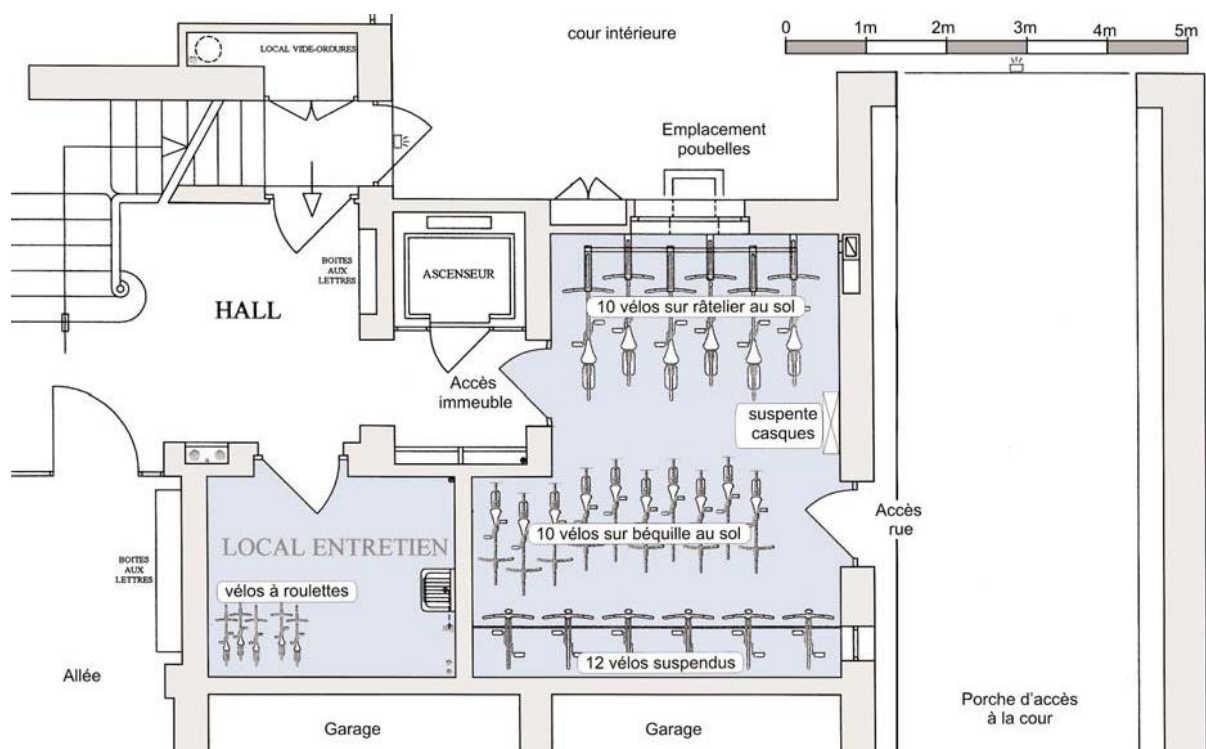 cour intérieure
0 1m 2m 3m 4m 5m
LOCAL VIDE-ORDURES
Emplacement
poubelles
BOITES
AUX
LETTRES
ASCENSEUR
HALL
10 vélos sur râtelier au sol
Accès
immeuble
suspente
casques
Accès
rue
10 vélos sur béquille au sol
LOCAL ENTRETIEN
BOITES
AUX
LETTRES
vélos à roulettes
12 vélos suspendus
Allée
Garage
Garage
Porche d'accès
à la cour